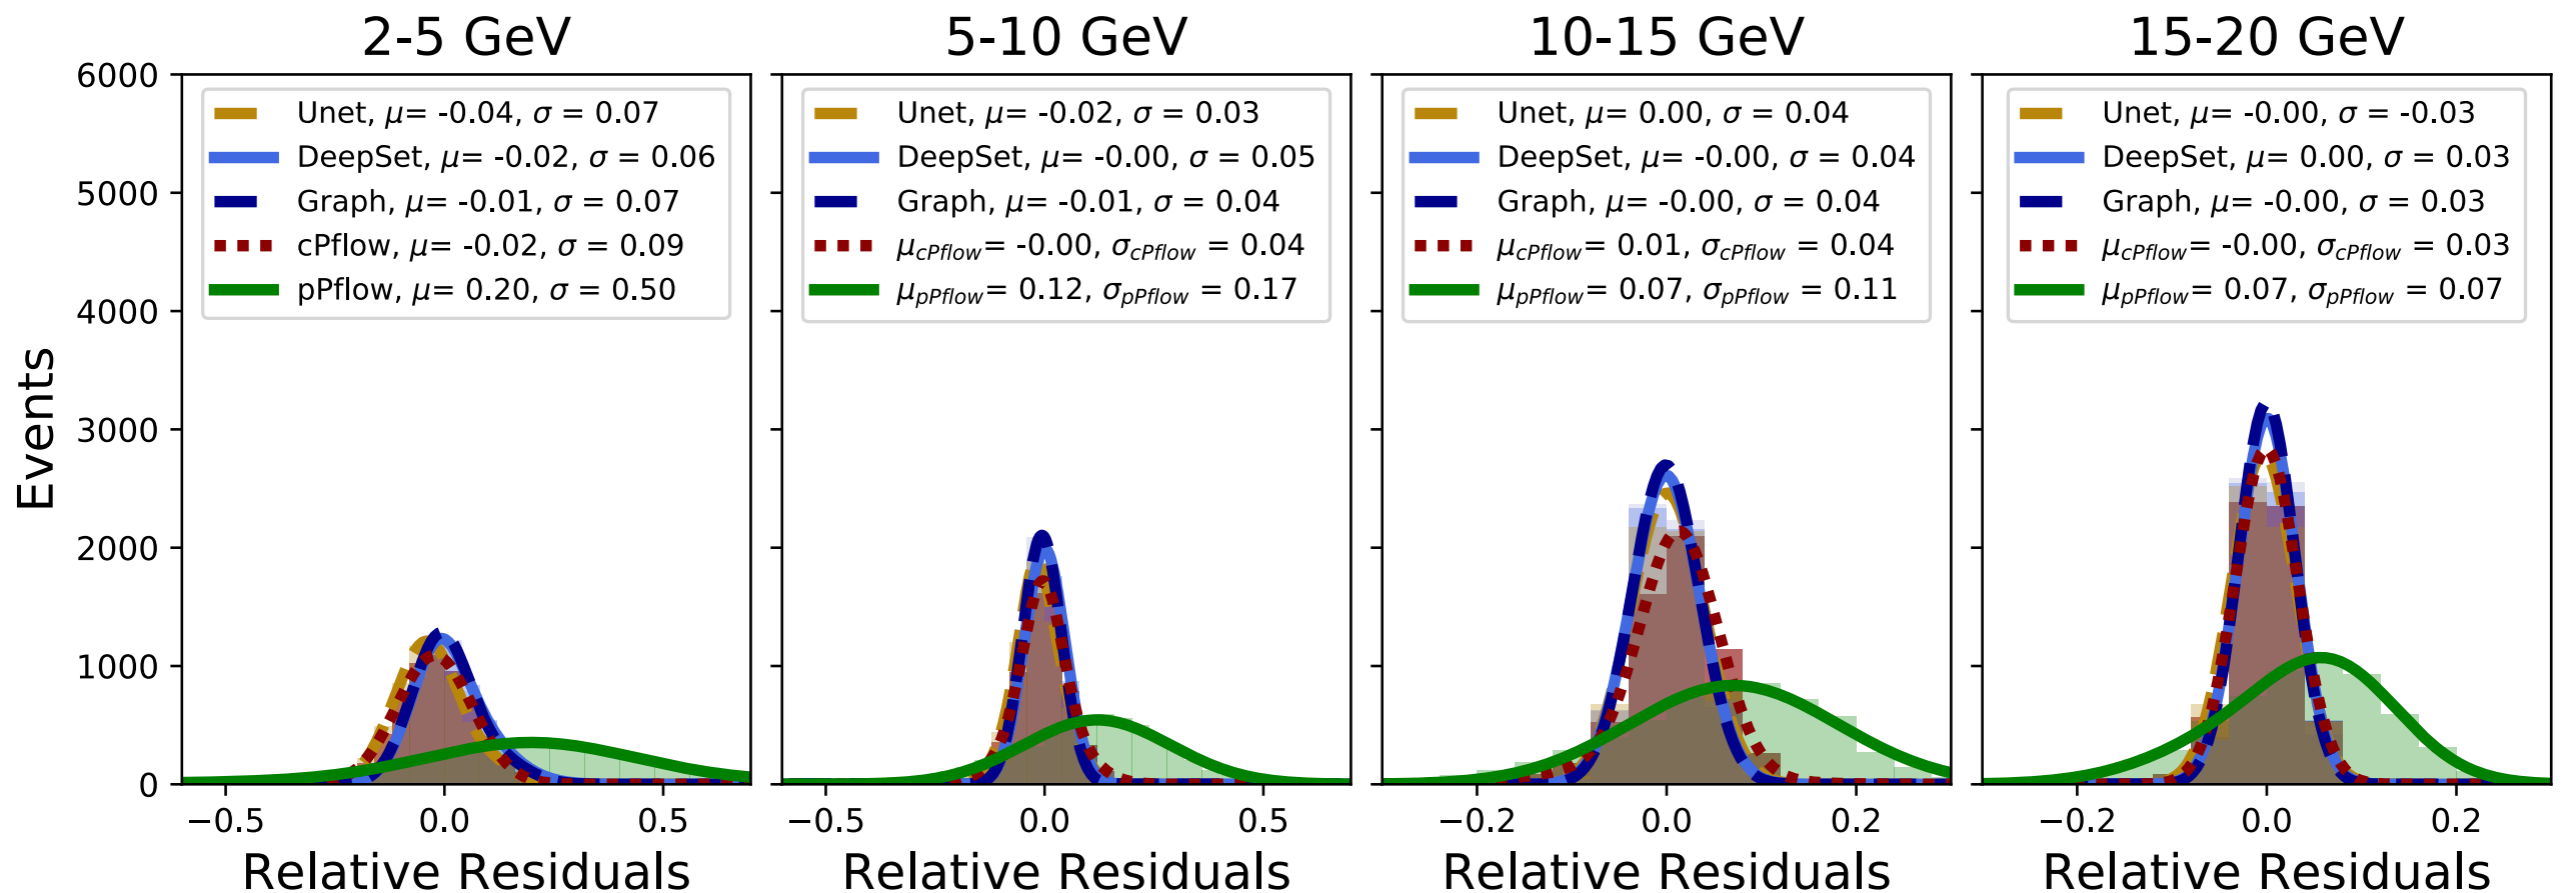 2-5 GeV
5-10 GeV
10-15 GeV
15-20 GeV
Events
6000
5000
4000
3000
2000
1000
0
Unet, μ= -0.04, σ = 0.07
DeepSet, μ= -0.02, σ = 0.06
Graph, μ= -0.01, σ = 0.07
cPflow, μ= -0.02, σ = 0.09
pPflow, μ= 0.20, σ = 0.50
Unet, μ= -0.02, σ = 0.03
DeepSet, μ= -0.00, σ = 0.05
Graph, μ= -0.01, σ = 0.04
μcPflow= -0.00, σcPflow = 0.04
μpPflow= 0.12, σpPflow = 0.17
Unet, μ= 0.00, σ = 0.04
DeepSet, μ= -0.00, σ = 0.04
Graph, μ= -0.00, σ = 0.04
μcPflow= 0.01, σcPflow = 0.04
μpPflow= 0.07, σpPflow = 0.11
Unet, μ= -0.00, σ = -0.03
DeepSet, μ= 0.00, σ = 0.03
Graph, μ= -0.00, σ = 0.03
μcPflow= -0.00, σcPflow = 0.03
μpPflow= 0.07, σpPflow = 0.07
−0.5 0.0 0.5
−0.5 0.0 0.5
−0.2 0.0 0.2
−0.2 0.0 0.2
Relative Residuals
Relative Residuals
Relative Residuals
Relative Residuals